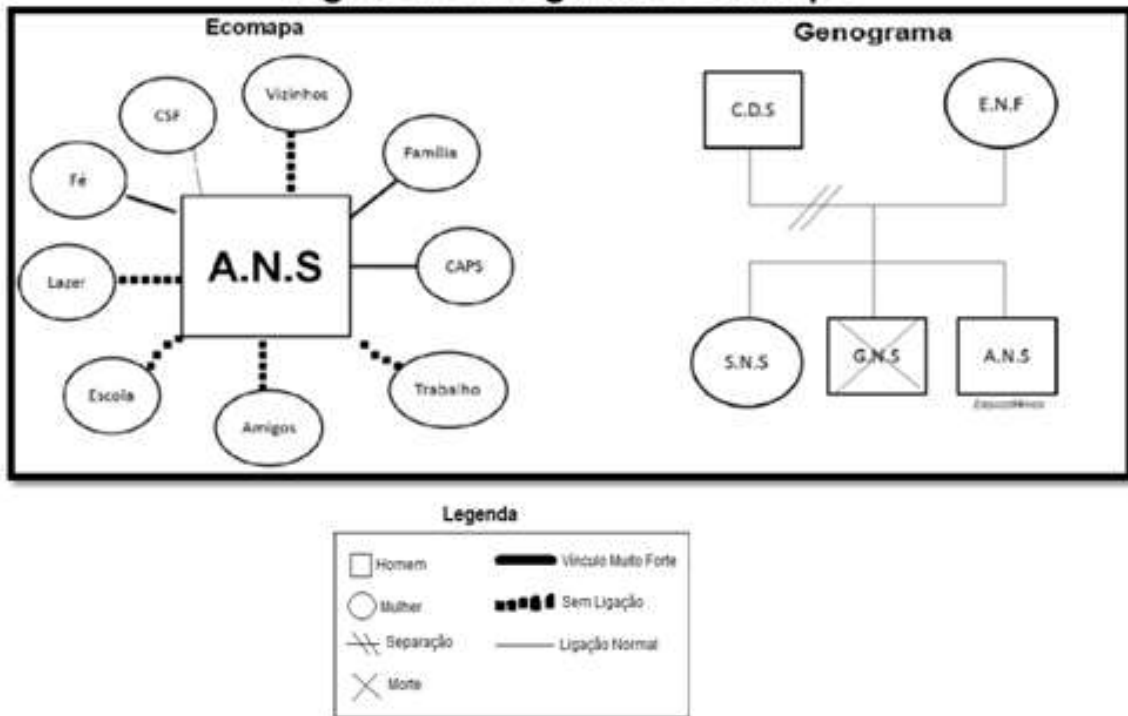 Ecomapa
Vizinhos
CSF
Família
Fé
A.N.S
CAPS
Lazer
Escola
Amigos
Trabalho
Genograma
C.D.S
E.N.F
S.N.S
G.N.S
A.N.S
Legenda
Homem
Mulher
Separação
Morte
Vínculo Muito Forte
Sem Ligação
Ligação Normal